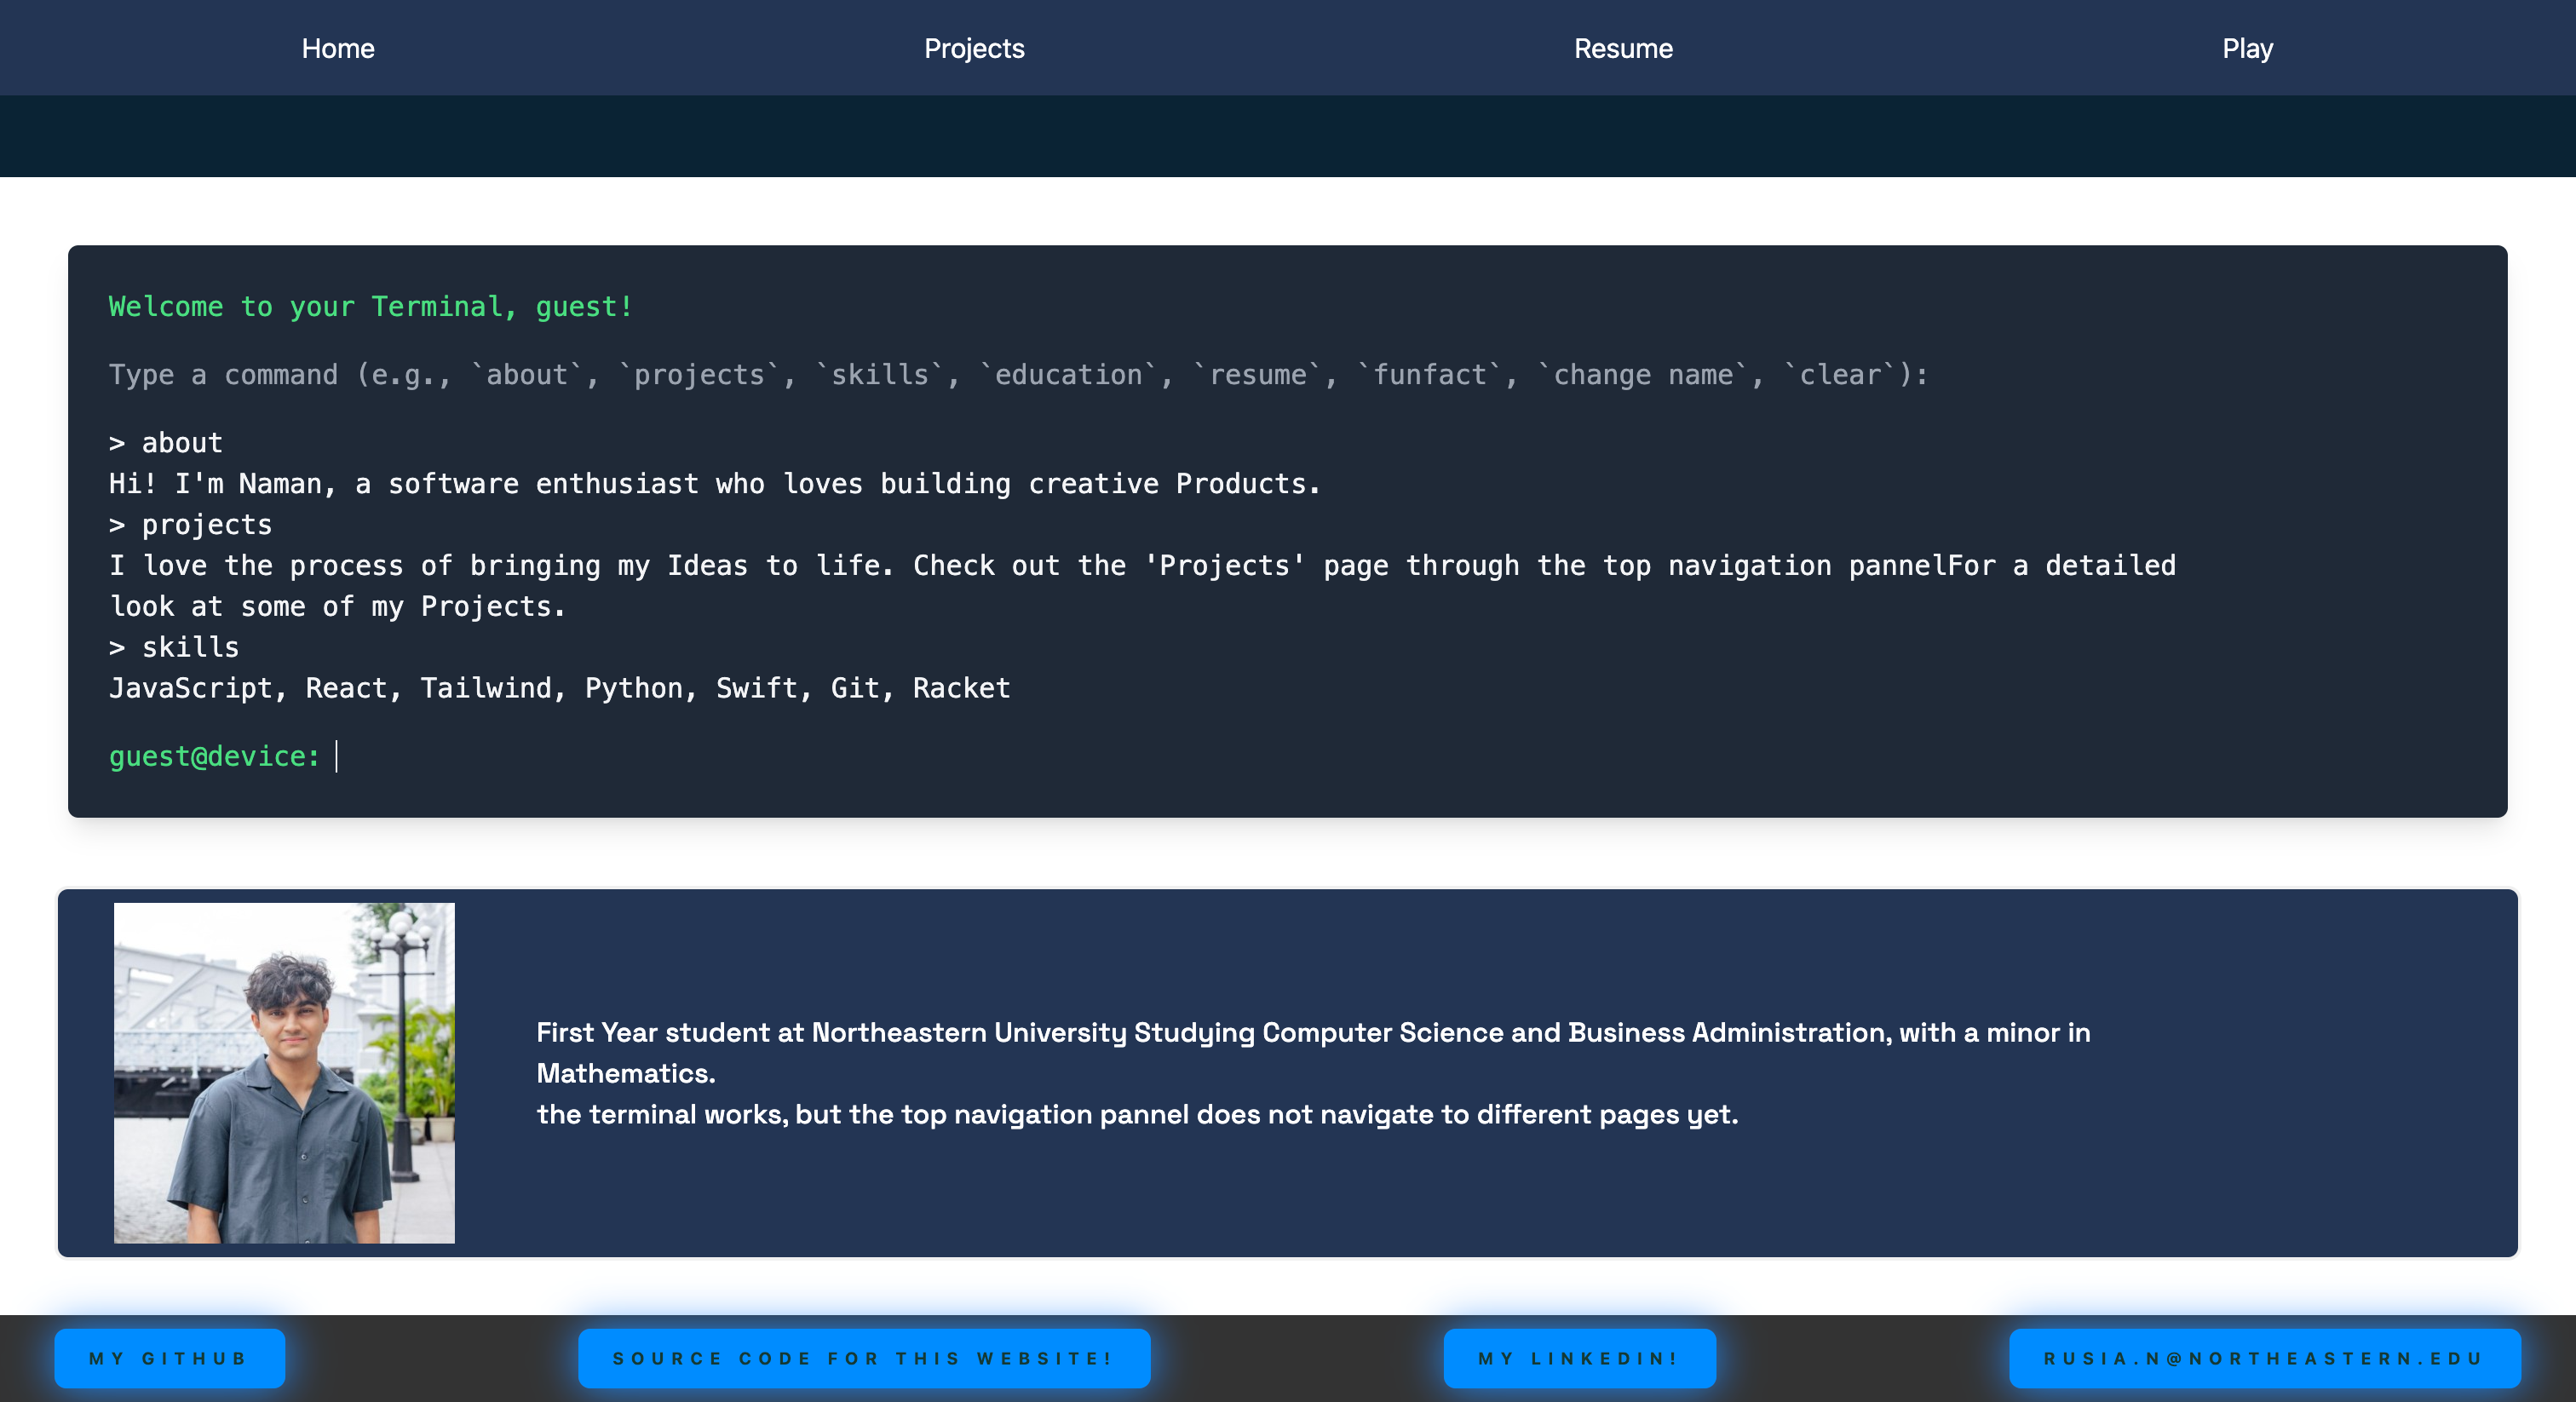 Home Projects Resume Play
Welcome to your Terminal, guest!
Type a command (e.g., `about`, `projects`, `skills`, `education`, `resume`, `funfact`, `change name`, `clear`):
> about
Hi! I'm Naman, a software enthusiast who loves building creative Products.
> projects
I love the process of bringing my Ideas to life. Check out the 'Projects' page through the top navigation pannelFor a detailed
look at some of my Projects.
> skills
JavaScript, React, Tailwind, Python, Swift, Git, Racket
guest@device:
First Year student at Northeastern University Studying Computer Science and Business Administration, with a minor in
Mathematics.
the terminal works, but the top navigation pannel does not navigate to different pages yet.
MY GITHUB SOURCE CODE FOR THIS WEBSITE! MY LINKEDIN! RUSIA.N@NORTHEASTERN.EDU